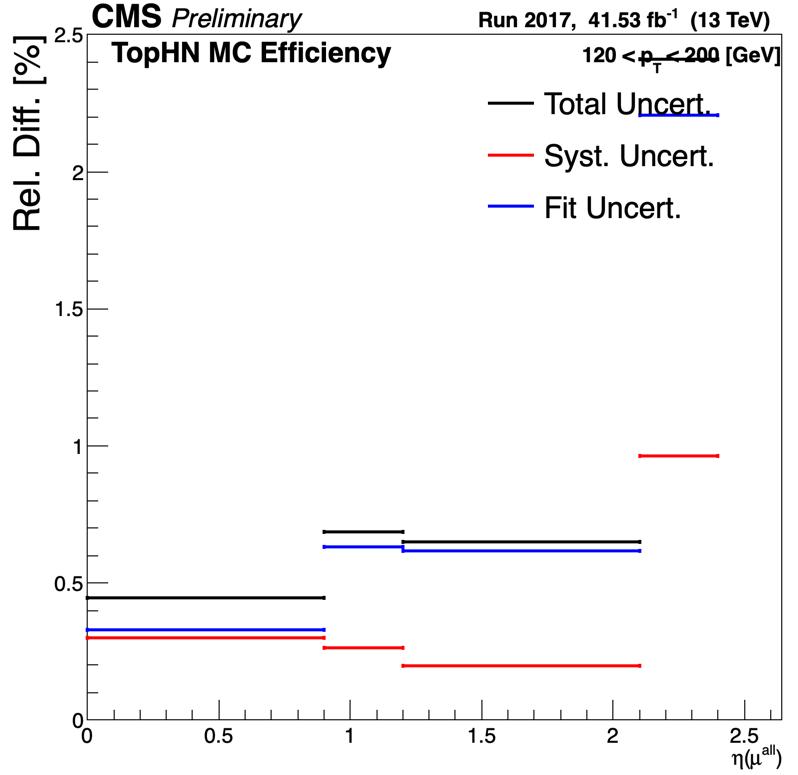 CMS Preliminary
Run 2017, 41.53 fb⁻¹ (13 TeV)
TopHN MC Efficiency
120 < p_T < 200 [GeV]
Total Uncert.
Syst. Uncert.
Fit Uncert.
Rel. Diff. [%]
2.5
2
1.5
1
0.5
0
0 0.5 1 1.5 2 2.5
η(μ^all)